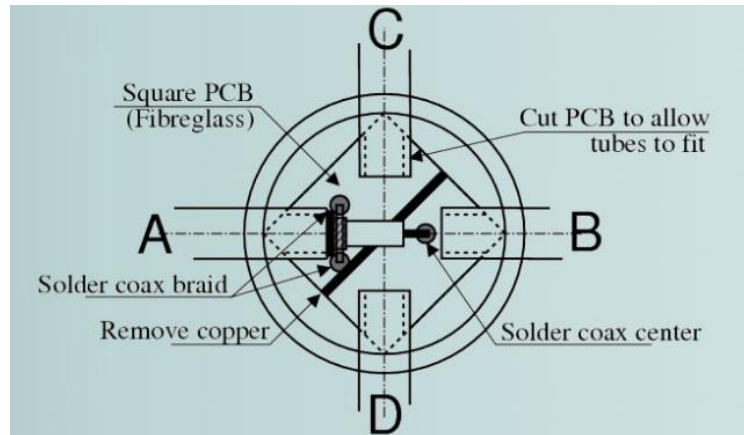 C
Square PCB
(Fibreglass)
Cut PCB to allow
tubes to fit
A
B
Solder coax braid
Remove copper
Solder coax center
D